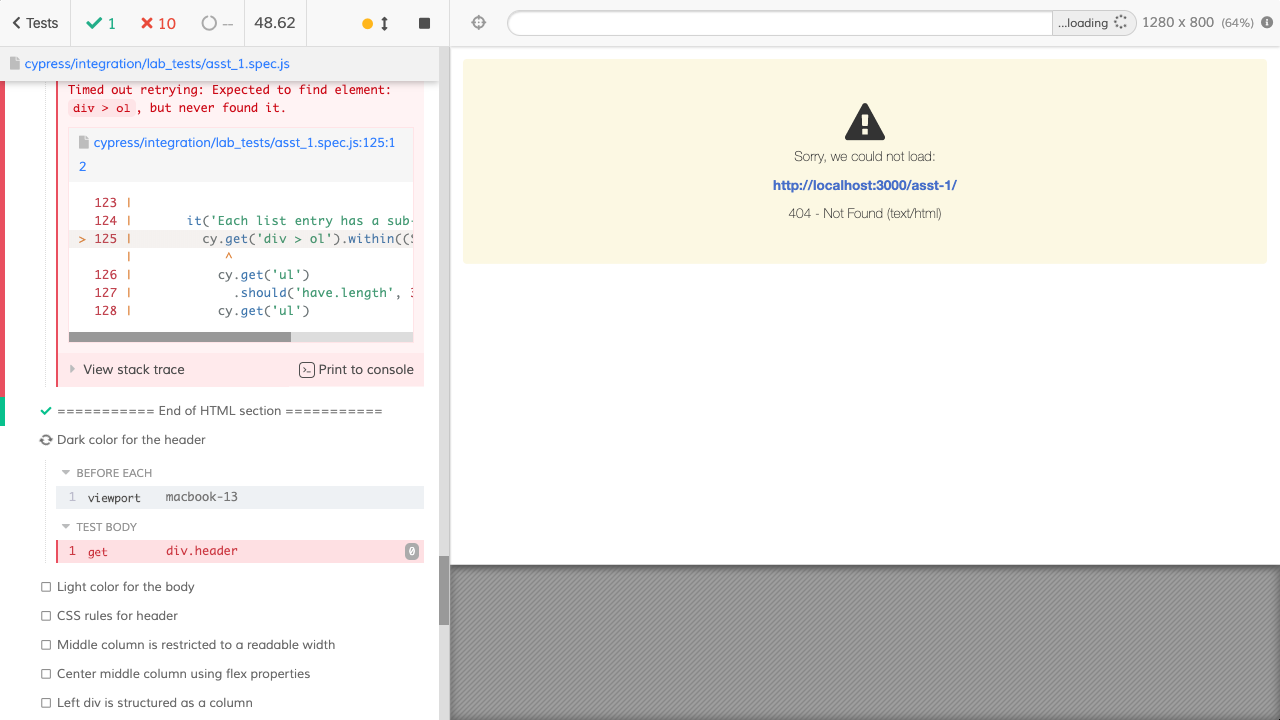 Tests
1
10
--
48.62
...loading
1280 x 800 (64%)
cypress/integration/lab_tests/asst_1.spec.js
Timed out retrying: Expected to find element:
div > ol, but never found it.
cypress/integration/lab_tests/asst_1.spec.js:125:1
2
123 |
124 | it('Each list entry has a sub-
> 125 | cy.get('div > ol').within((
| ^
126 | cy.get('ul')
127 | .should('have.length',
128 | cy.get('ul')
View stack trace
Print to console
=========== End of HTML section ===========
Dark color for the header
BEFORE EACH
1 viewport macbook-13
TEST BODY
1 get div.header 0
Light color for the body
CSS rules for header
Middle column is restricted to a readable width
Center middle column using flex properties
Left div is structured as a column
Sorry, we could not load:
http://localhost:3000/asst-1/
404 - Not Found (text/html)